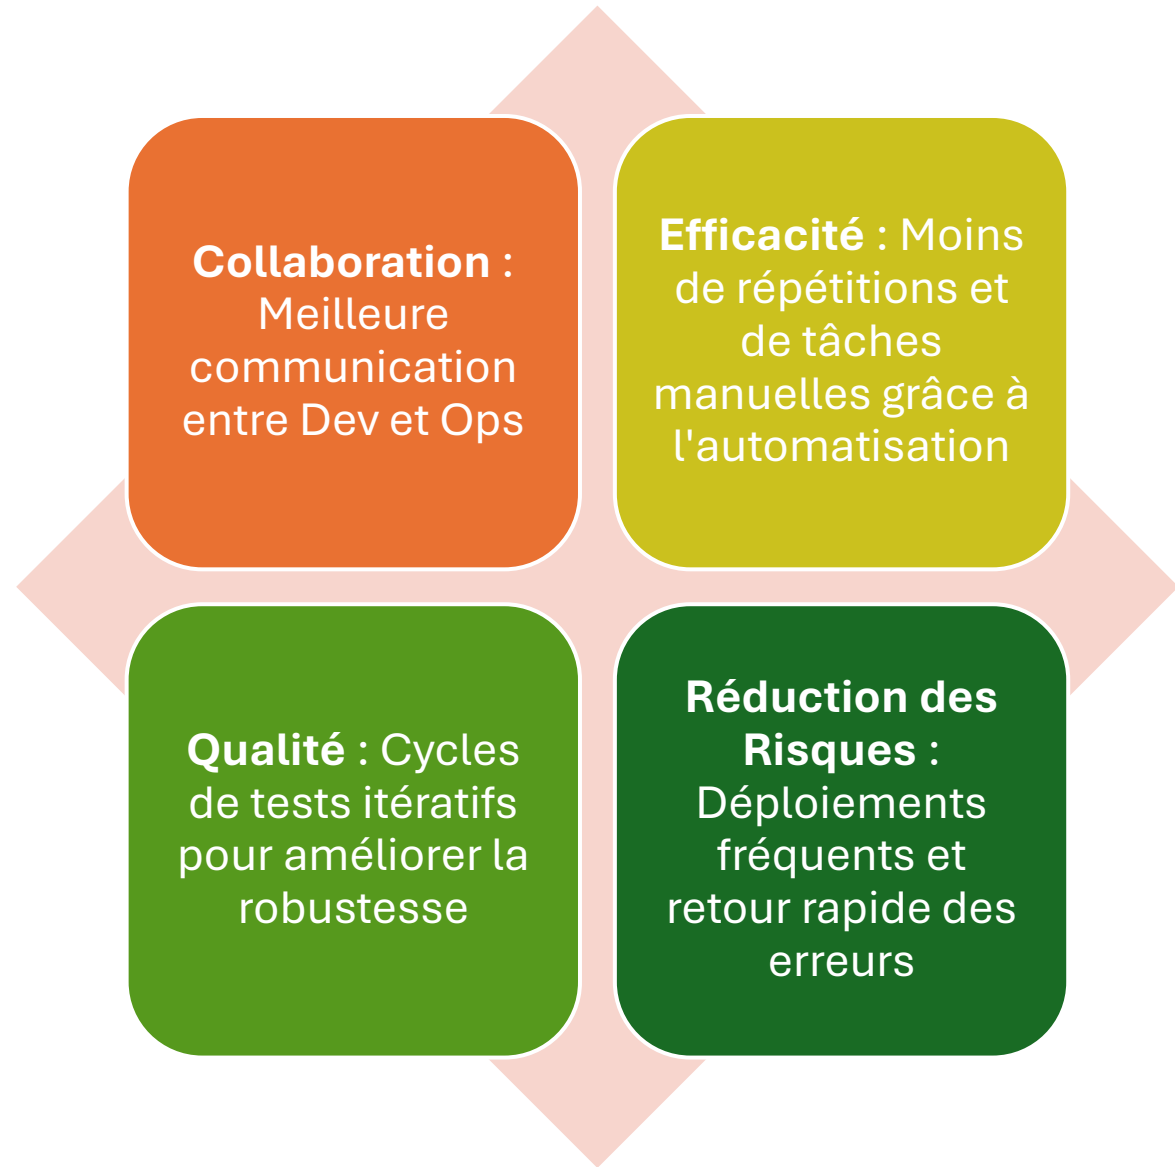 Collaboration :
Meilleure
communication
entre Dev et Ops
Efficacité : Moins
de répétitions et
de tâches
manuelles grâce à
l'automatisation
Qualité : Cycles
de tests itératifs
pour améliorer la
robustesse
Réduction des
Risques :
Déploiements
fréquents et
retour rapide des
erreurs